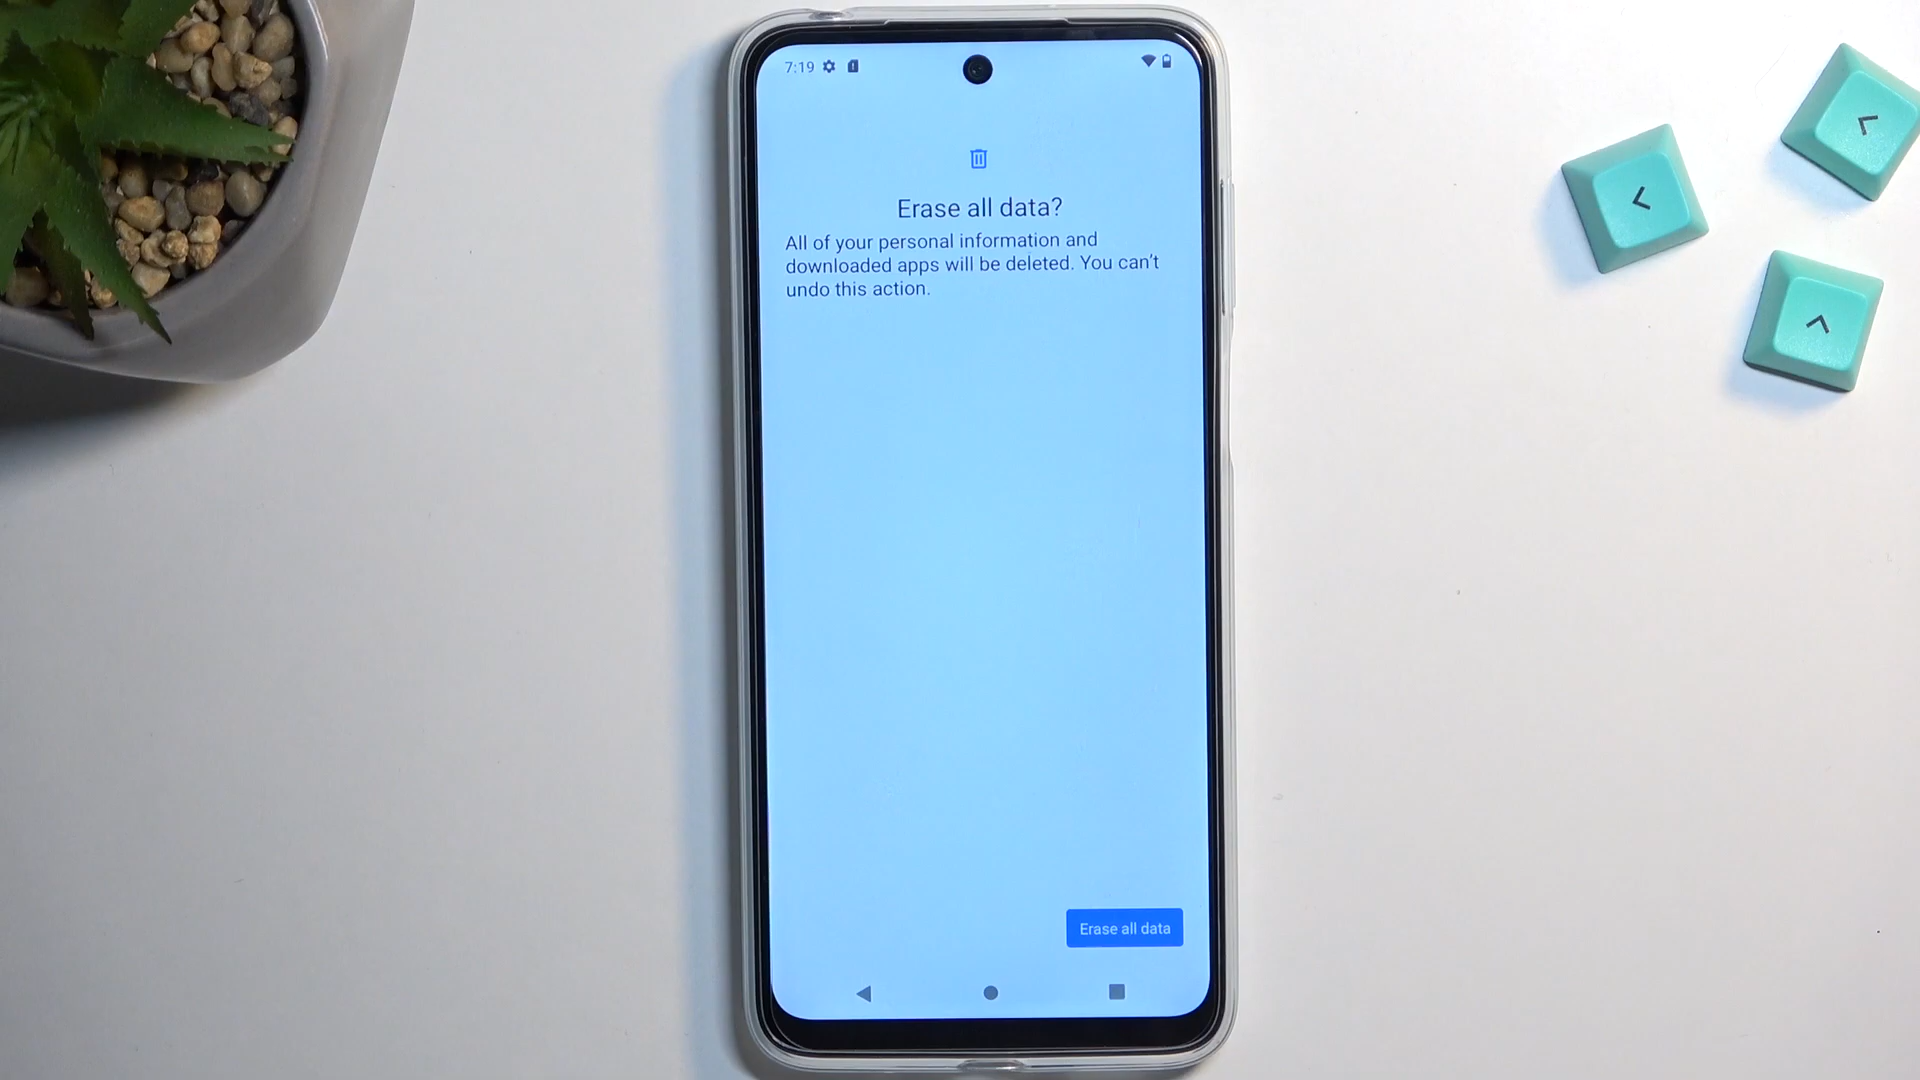 7:19
Erase all data?
All of your personal information and
downloaded apps will be deleted. You can't
undo this action.
Erase all data